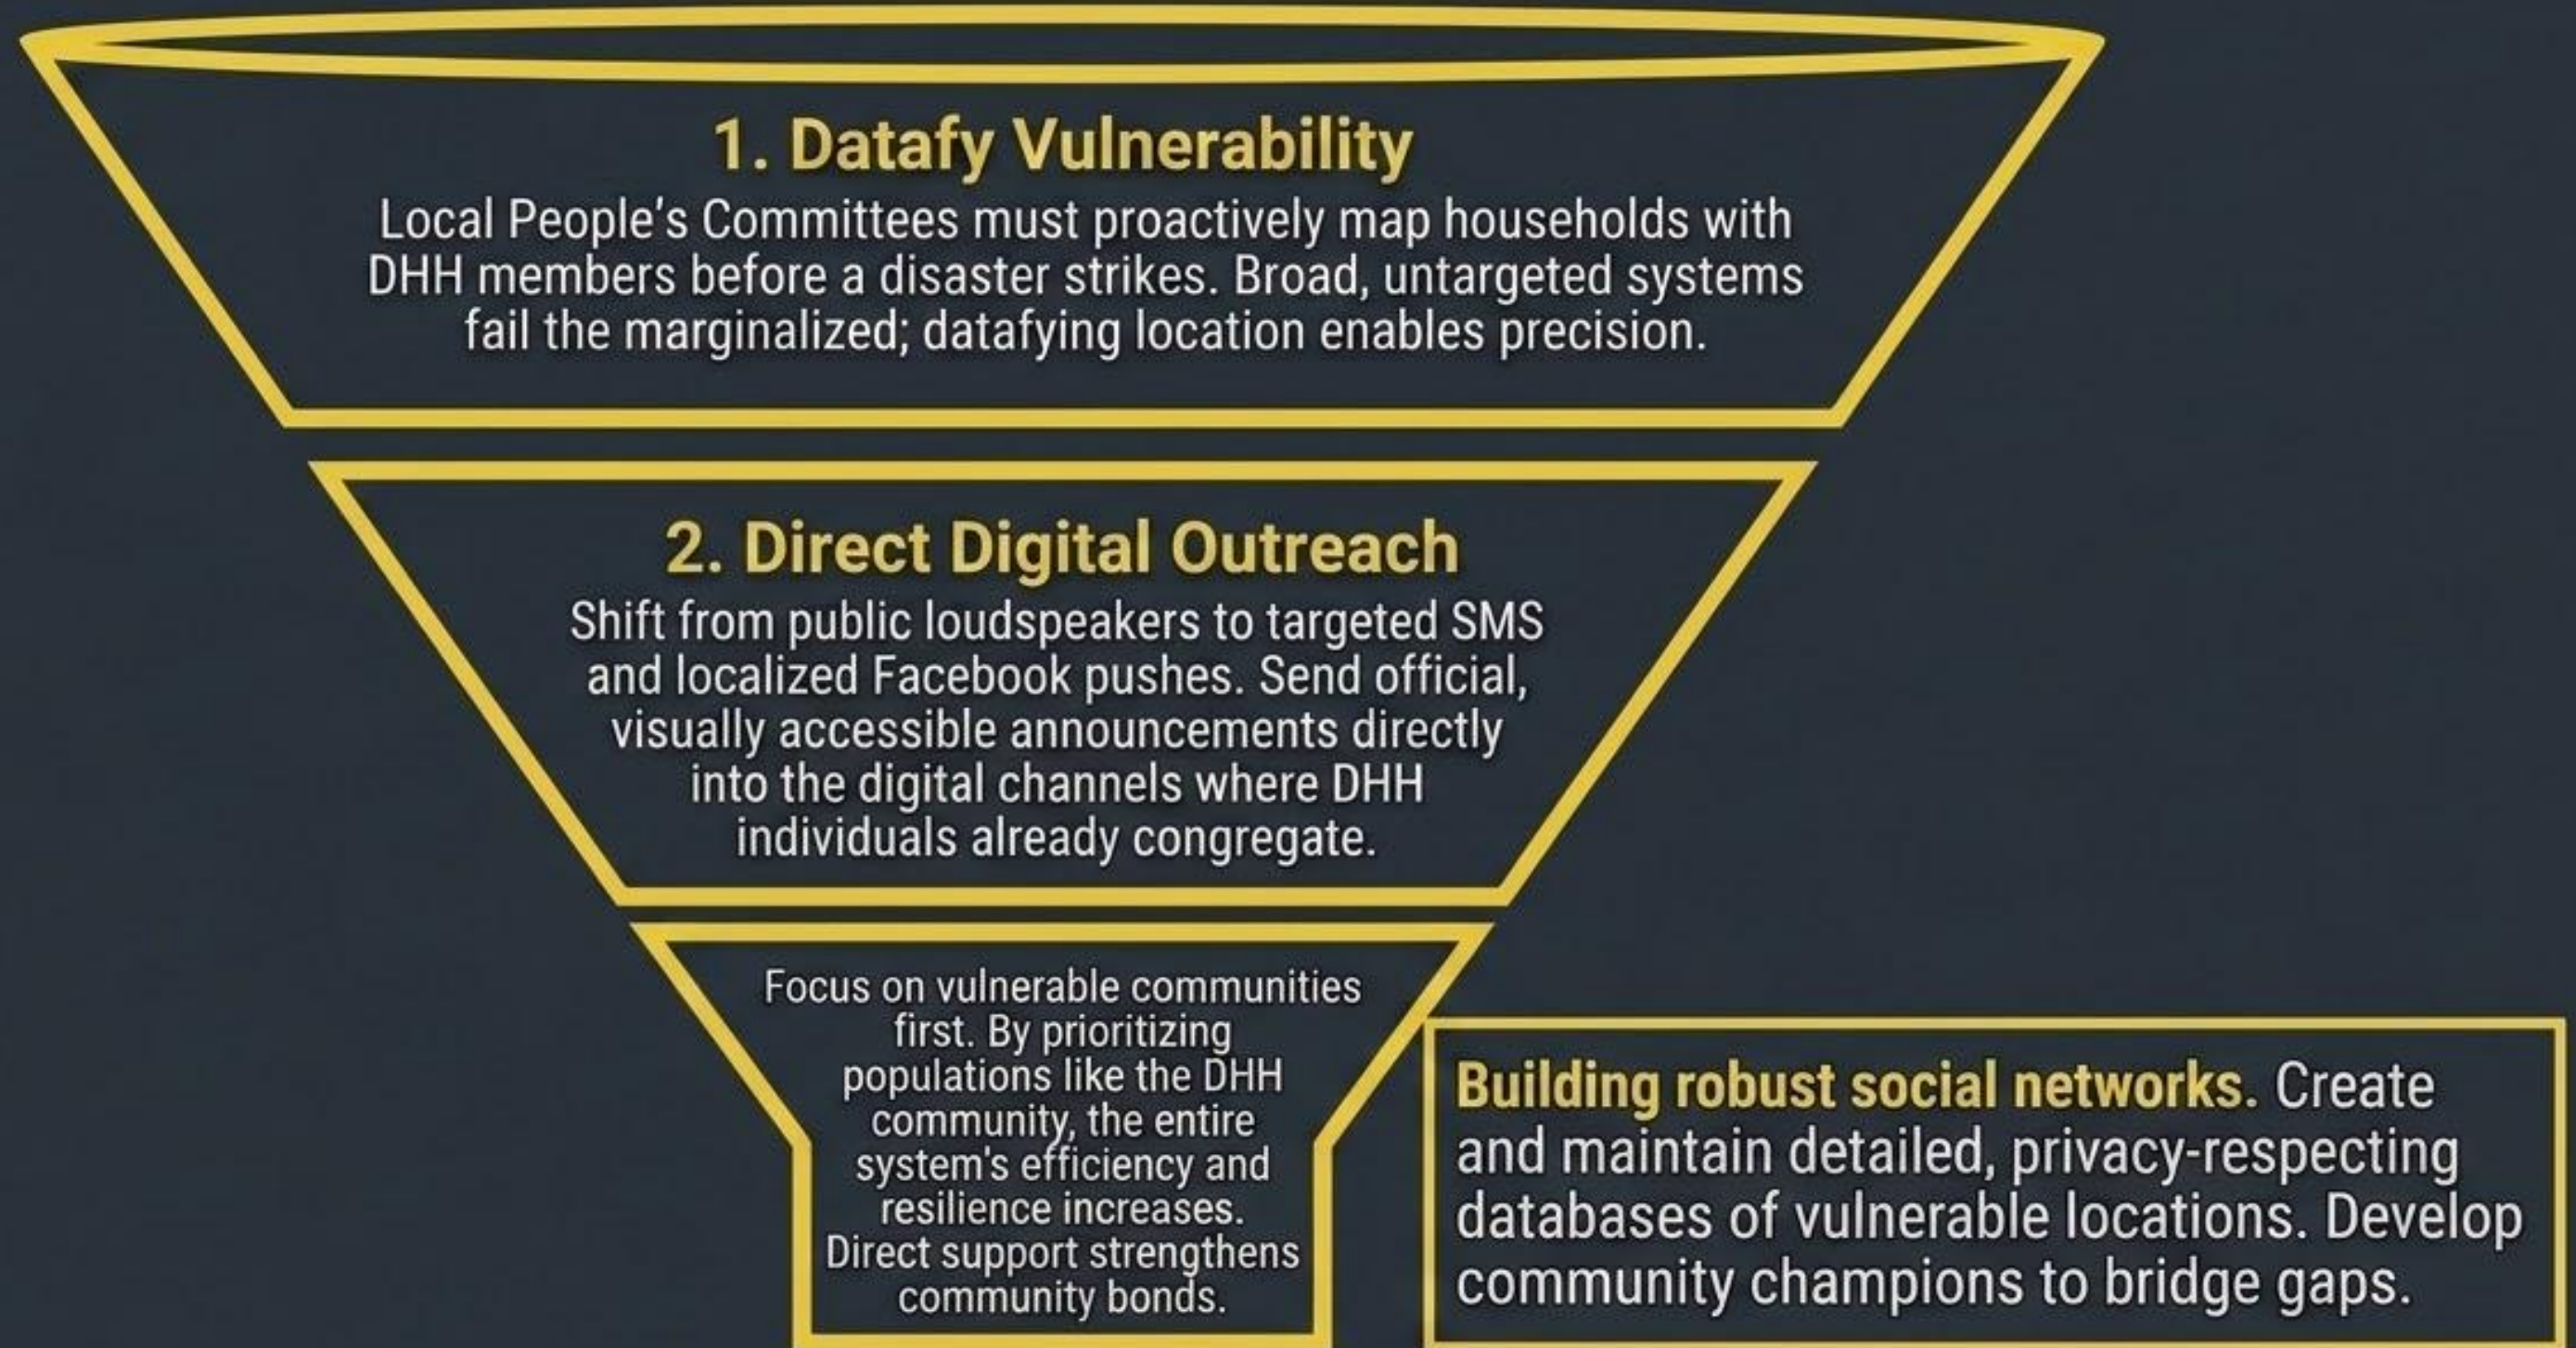 1. Datafy Vulnerability
Local People's Committees must proactively map households with
DHH members before a disaster strikes. Broad, untargeted systems
fail the marginalized; datafying location enables precision.
2. Direct Digital Outreach
Shift from public loudspeakers to targeted SMS
and localized Facebook pushes. Send official,
visually accessible announcements directly
into the digital channels where DHH
individuals already congregate.
Focus on vulnerable communities
first. By prioritizing
populations like the DHH
community, the entire
system's efficiency and
resilience increases.
Direct support strengthens
community bonds.
Building robust social networks. Create
and maintain detailed, privacy-respecting
databases of vulnerable locations. Develop
community champions to bridge gaps.